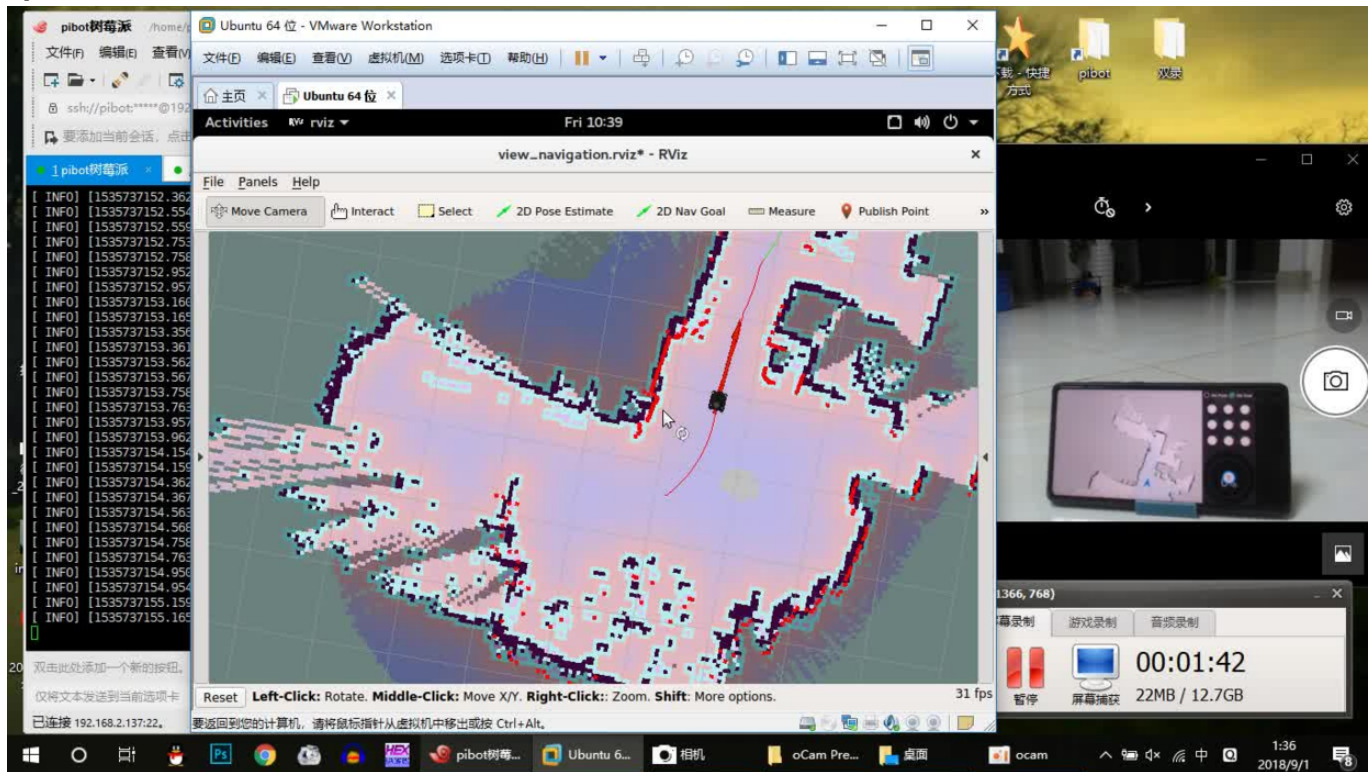 pibot树莓派 /home/p
文件(F) 编辑(E) 查看(V)
ssh://pibot:*****@192
要添加当前会话，点击
1 pibot树莓派 ×
[ INFO] [1535737152.362
[ INFO] [1535737152.554
[ INFO] [1535737152.559
[ INFO] [1535737152.753
[ INFO] [1535737152.758
[ INFO] [1535737152.952
[ INFO] [1535737152.957
[ INFO] [1535737153.160
[ INFO] [1535737153.165
[ INFO] [1535737153.356
[ INFO] [1535737153.361
[ INFO] [1535737153.562
[ INFO] [1535737153.567
[ INFO] [1535737153.758
[ INFO] [1535737153.763
[ INFO] [1535737153.957
[ INFO] [1535737153.962
[ INFO] [1535737154.154
[ INFO] [1535737154.159
[ INFO] [1535737154.362
[ INFO] [1535737154.367
[ INFO] [1535737154.563
[ INFO] [1535737154.568
[ INFO] [1535737154.758
[ INFO] [1535737154.763
[ INFO] [1535737154.950
[ INFO] [1535737154.954
[ INFO] [1535737155.159
[ INFO] [1535737155.165
双击此处添加一个新的按钮。
仅将文本发送到当前选项卡
已连接 192.168.2.137:22。
Ubuntu 64 位 - VMware Workstation
文件(F) 编辑(E) 查看(V) 虚拟机(M) 选项卡(T) 帮助(H)
主页 × Ubuntu 64 位 ×
Activities RViz rviz Fri 10:39
view_navigation.rviz* - RViz
File Panels Help
Move Camera Interact Select 2D Pose Estimate 2D Nav Goal Measure Publish Point »
Reset Left-Click: Rotate. Middle-Click: Move X/Y. Right-Click:: Zoom. Shift: More options. 31 fps
要返回到您的计算机，请将鼠标指针从虚拟机中移出或按 Ctrl+Alt。
载 - 快捷方式
pibot
双录
1366, 768)
幕录制 游戏录制 音频录制
暂停
屏幕捕获
00:01:42
22MB / 12.7GB
Ps
HEX
pibot树莓...
Ubuntu 6...
相机
oCam Pre...
桌面
ocam
中
1:36
2018/9/1
8